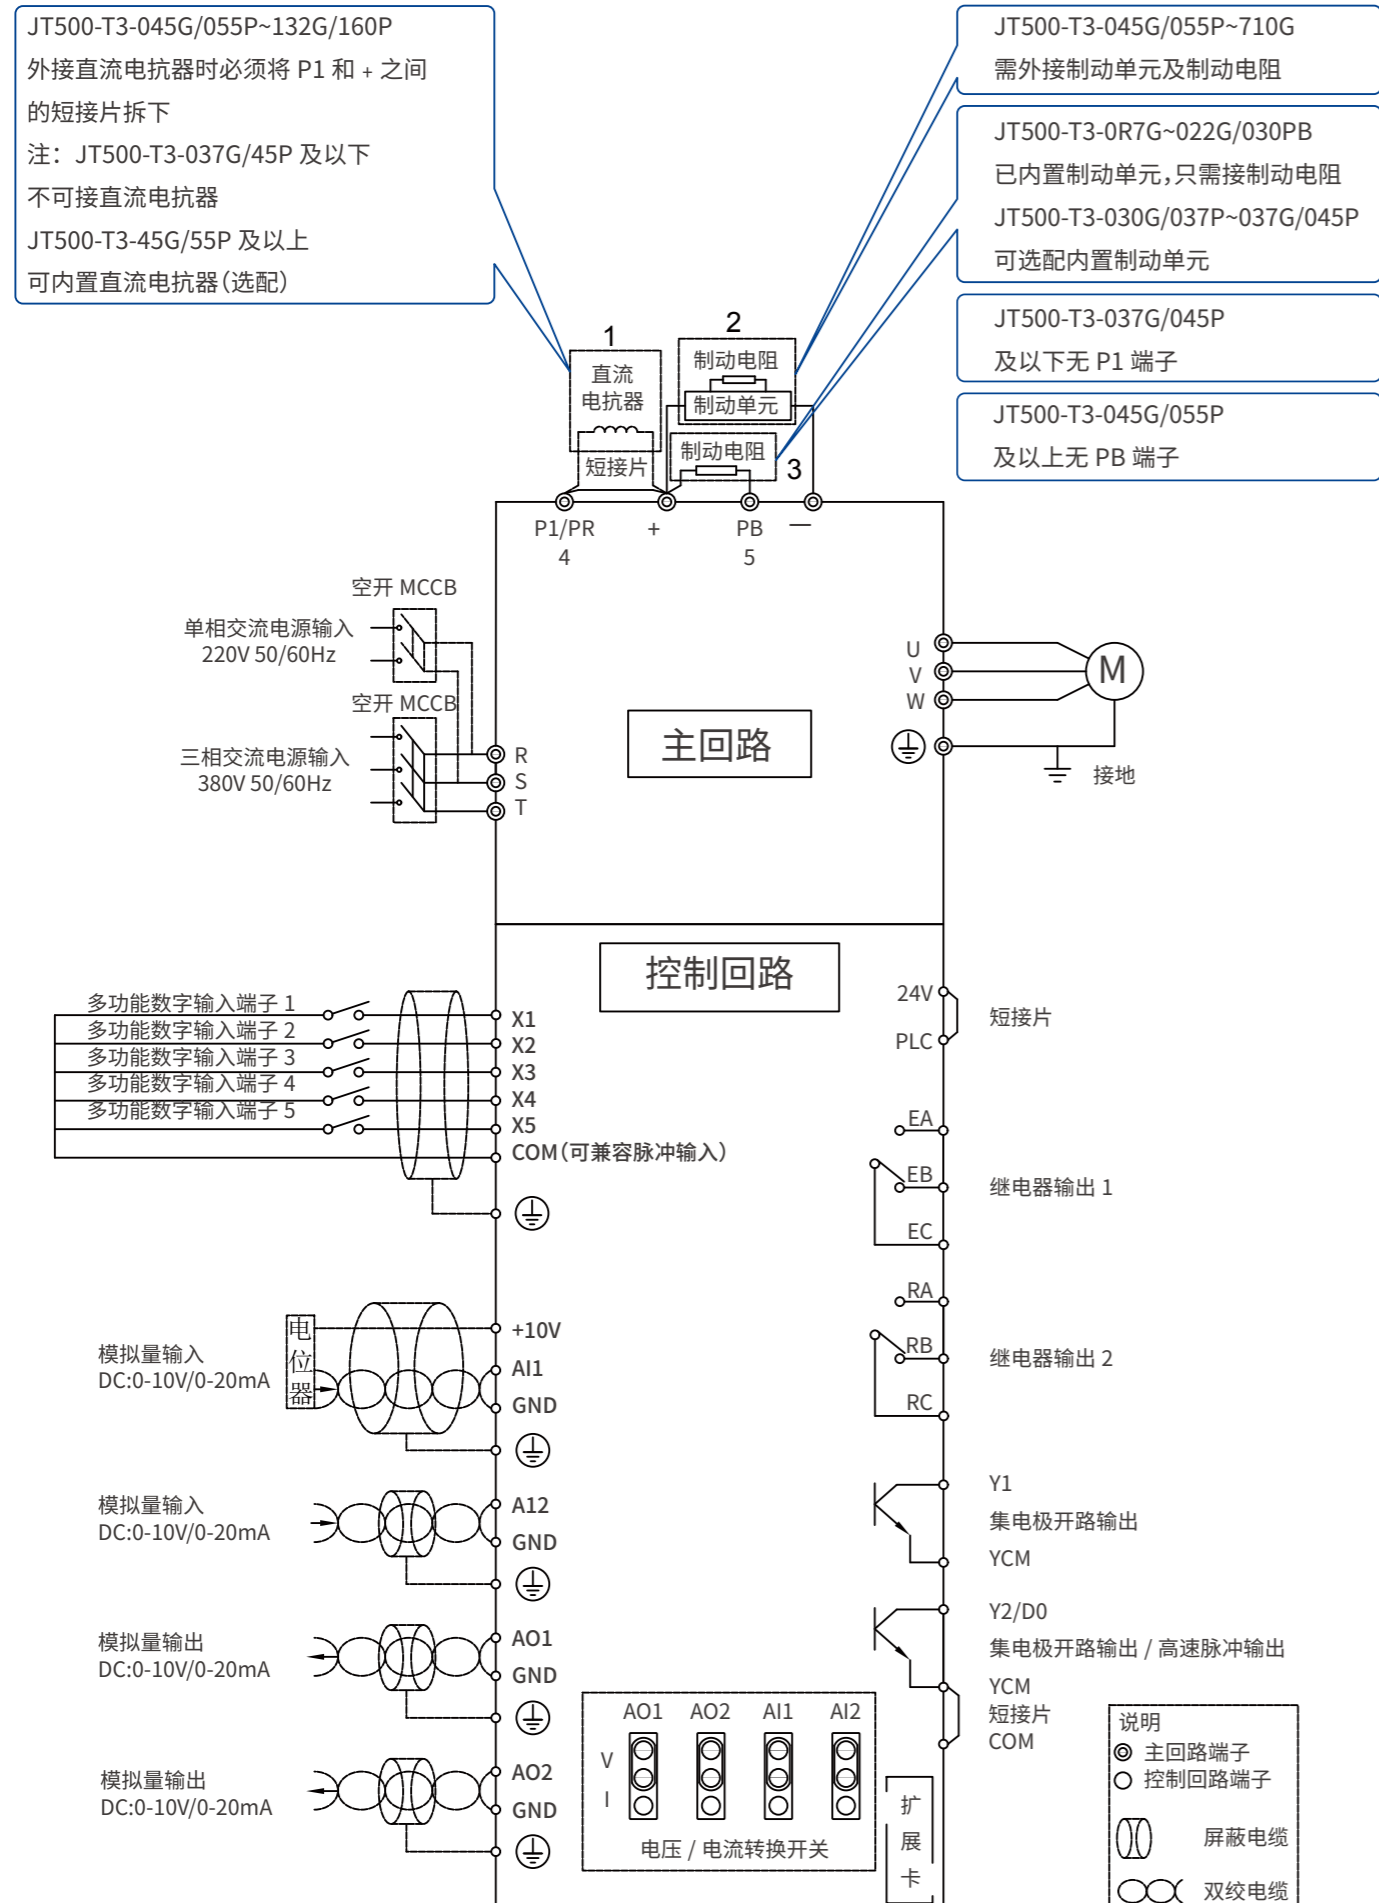 JT500-T3-045G/055P~132G/160P
外接直流电抗器时必须将 P1 和 + 之间
的短接片拆下
注：JT500-T3-037G/45P 及以下
不可接直流电抗器
JT500-T3-45G/55P 及以上
可内置直流电抗器（选配）
JT500-T3-045G/055P~710G
需外接制动单元及制动电阻
JT500-T3-0R7G~022G/030PB
已内置制动单元，只需接制动电阻
JT500-T3-030G/037P~037G/045P
可选配内置制动单元
JT500-T3-037G/045P
及以下无 P1 端子
JT500-T3-045G/055P
及以上无 PB 端子
1
直流
电抗器
短接片
2
制动电阻
制动单元
制动电阻
3
P1/PR
+
PB
—
4
5
空开 MCCB
单相交流电源输入
220V 50/60Hz
空开 MCCB
三相交流电源输入
380V 50/60Hz
R
S
T
主回路
U
V
W
M
接地
控制回路
多功能数字输入端子 1
多功能数字输入端子 2
多功能数字输入端子 3
多功能数字输入端子 4
多功能数字输入端子 5
X1
X2
X3
X4
X5
COM（可兼容脉冲输入）
24V
PLC
短接片
EA
EB
EC
继电器输出 1
RA
RB
RC
继电器输出 2
模拟量输入
DC:0-10V/0-20mA
电
位
器
+10V
AI1
GND
模拟量输入
DC:0-10V/0-20mA
A12
GND
模拟量输出
DC:0-10V/0-20mA
AO1
GND
模拟量输出
DC:0-10V/0-20mA
AO2
GND
Y1
集电极开路输出
YCM
Y2/D0
集电极开路输出 / 高速脉冲输出
YCM
短接片
COM
AO1 AO2 AI1 AI2
V
I
电压 / 电流转换开关
扩
展
卡
说明
主回路端子
控制回路端子
屏蔽电缆
双绞电缆